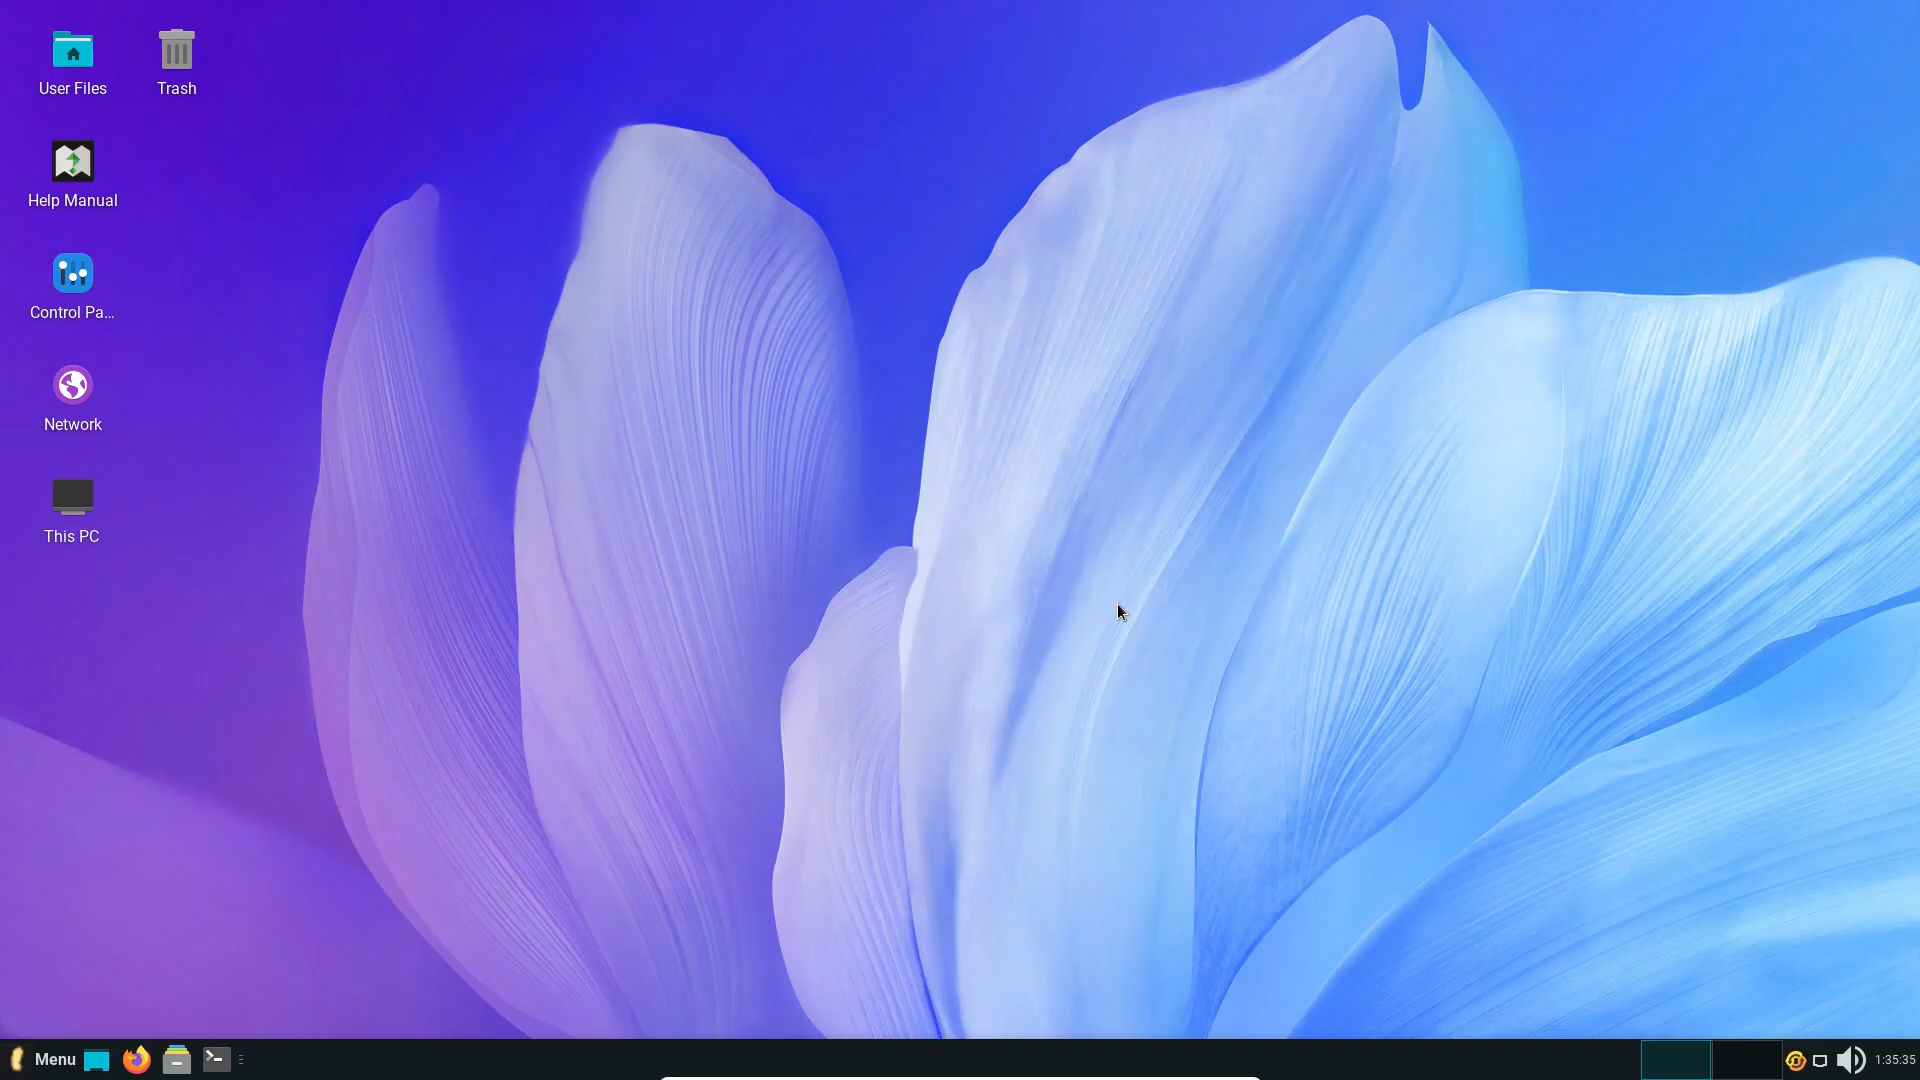 User Files
Trash
Help Manual
Control Pa...
Network
This PC
Menu
1:35:35